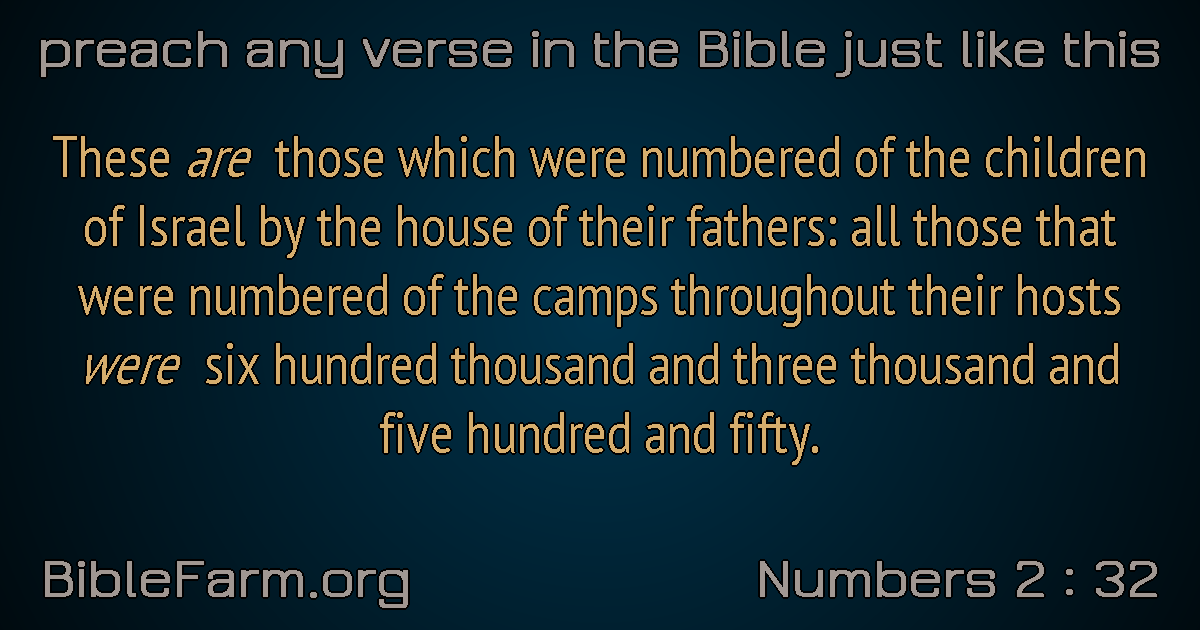 preach any verse in the Bible just like this
These are those which were numbered of the children
of Israel by the house of their fathers: all those that
were numbered of the camps throughout their hosts
were six hundred thousand and three thousand and
five hundred and fifty.
BibleFarm.org
Numbers 2 : 32